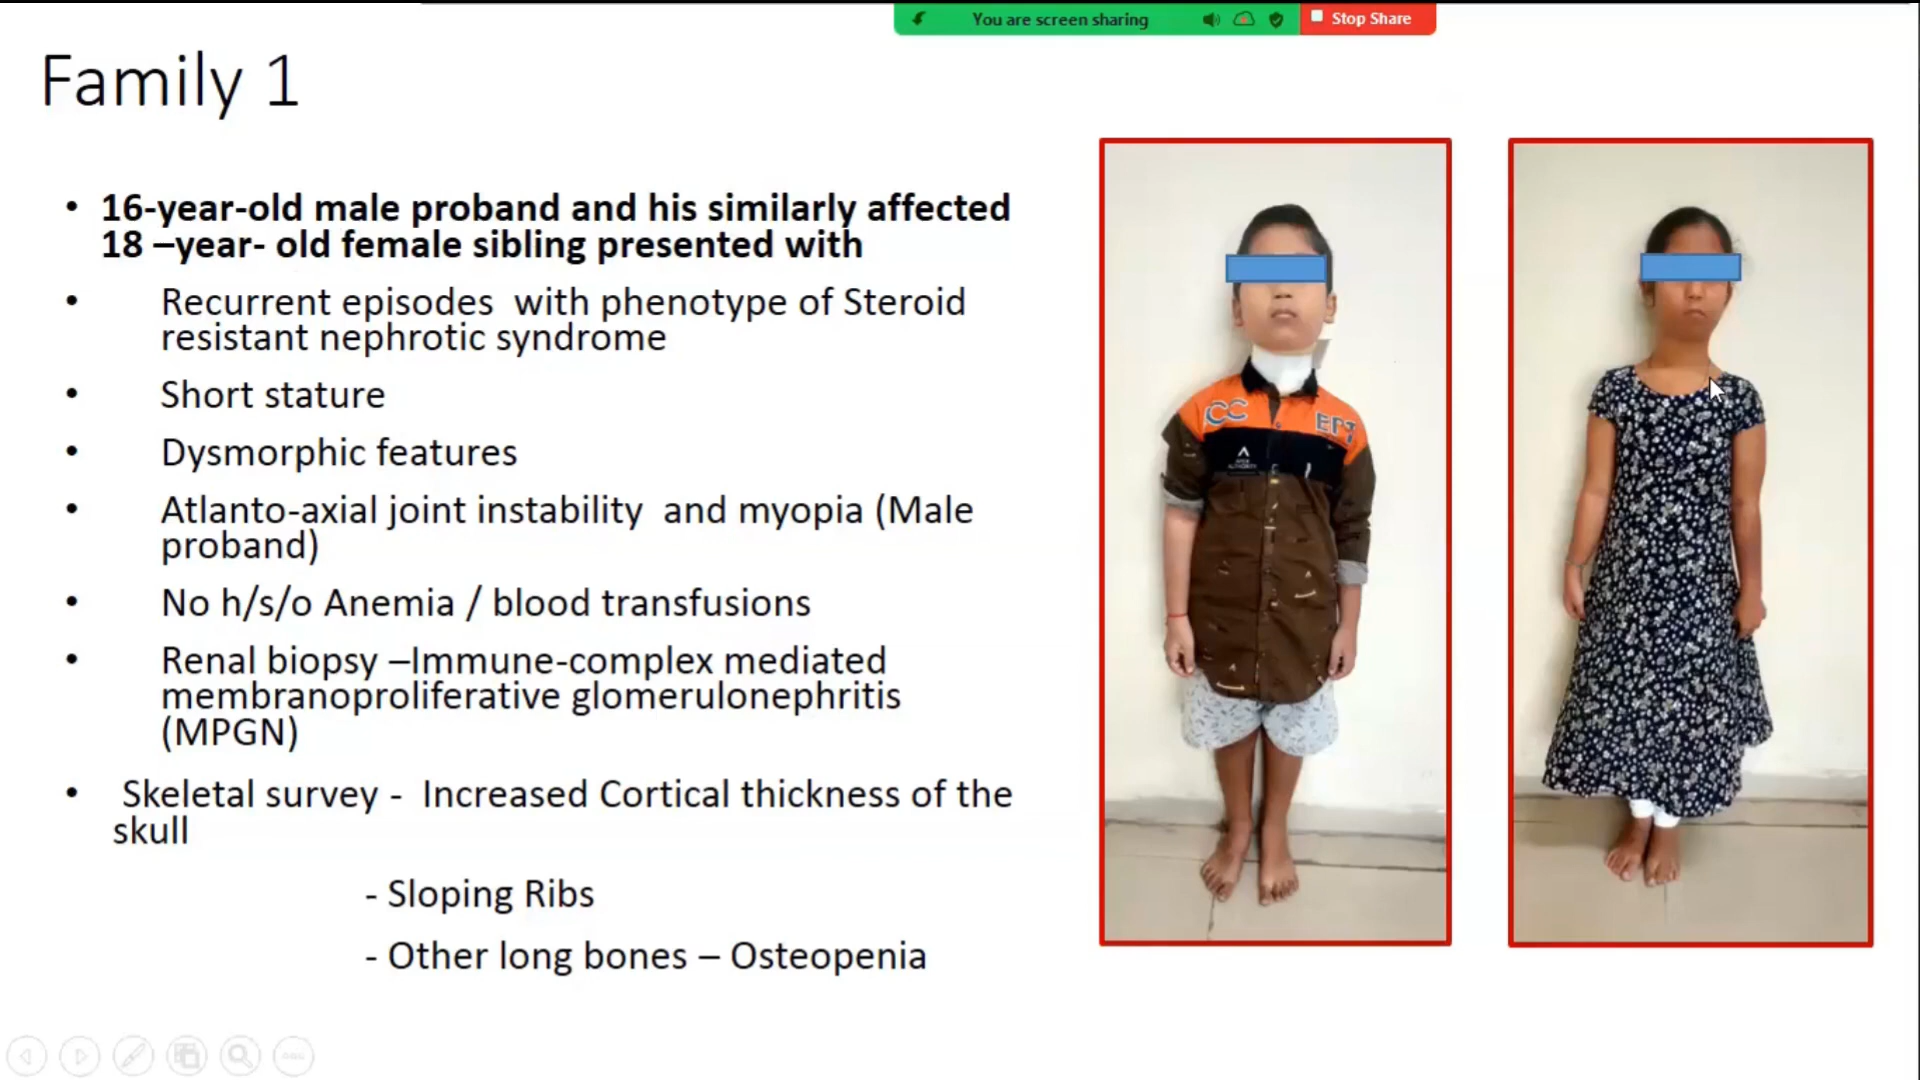 You are screen sharing
Stop Share
Family 1
• 16-year-old male proband and his similarly affected
18 –year- old female sibling presented with
• Recurrent episodes with phenotype of Steroid
resistant nephrotic syndrome
• Short stature
• Dysmorphic features
• Atlanto-axial joint instability and myopia (Male
proband)
• No h/s/o Anemia / blood transfusions
• Renal biopsy –Immune-complex mediated
membranoproliferative glomerulonephritis
(MPGN)
• Skeletal survey - Increased Cortical thickness of the
skull
- Sloping Ribs
- Other long bones – Osteopenia
CC EPT